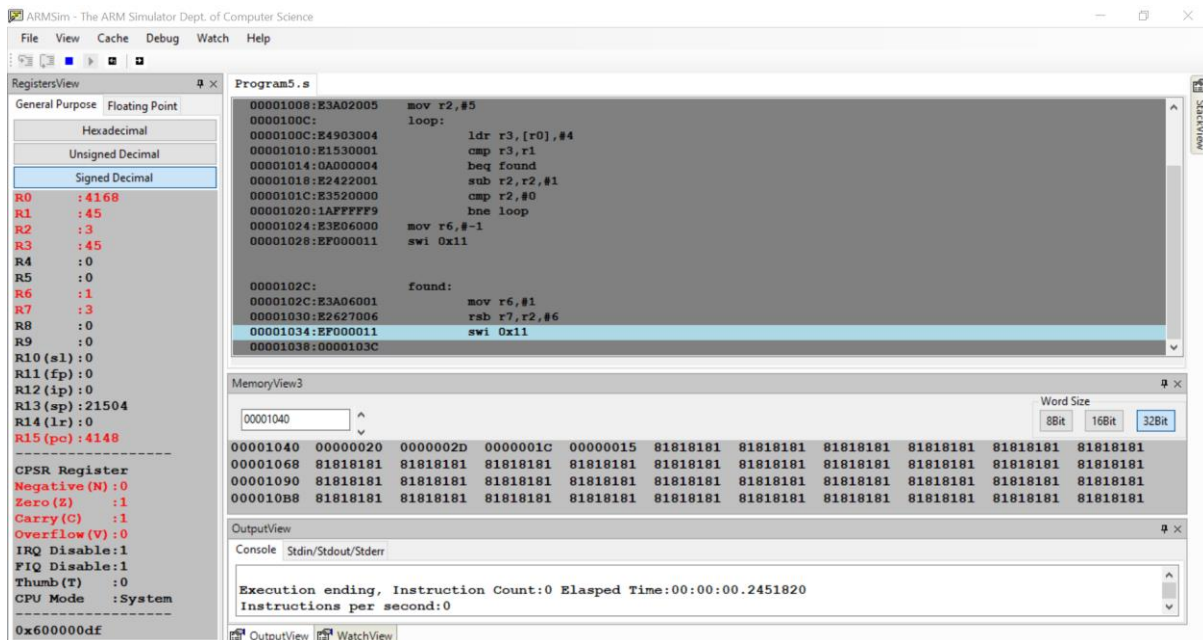 ARMSim - The ARM Simulator Dept. of Computer Science
File View Cache Debug Watch Help
RegistersView
General Purpose Floating Point
Hexadecimal
Unsigned Decimal
Signed Decimal
R0 :4168
R1 :45
R2 :3
R3 :45
R4 :0
R5 :0
R6 :1
R7 :3
R8 :0
R9 :0
R10(sl):0
R11(fp):0
R12(ip):0
R13(sp):21504
R14(lr):0
R15(pc):4148
CPSR Register
Negative(N):0
Zero(Z) :1
Carry(C) :1
Overflow(V):0
IRQ Disable:1
FIQ Disable:1
Thumb(T) :0
CPU Mode :System
0x600000df
Program5.s
00001008:E3A02005 mov r2,#5
0000100C: loop:
0000100C:E4903004 ldr r3,[r0],#4
00001010:E1530001 cmp r3,r1
00001014:0A000004 beq found
00001018:E2422001 sub r2,r2,#1
0000101C:E3520000 cmp r2,#0
00001020:1AFFFFF9 bne loop
00001024:E3E06000 mov r6,#-1
00001028:EF000011 swi 0x11
0000102C: found:
0000102C:E3A06001 mov r6,#1
00001030:E2627006 rsb r7,r2,#6
00001034:EF000011 swi 0x11
00001038:0000103C
StackView
MemoryView3
00001040
Word Size
8Bit 16Bit 32Bit
00001040 00000020 0000002D 0000001C 00000015 81818181 81818181 81818181 81818181 81818181 81818181
00001068 81818181 81818181 81818181 81818181 81818181 81818181 81818181 81818181 81818181 81818181
00001090 81818181 81818181 81818181 81818181 81818181 81818181 81818181 81818181 81818181 81818181
000010B8 81818181 81818181 81818181 81818181 81818181 81818181 81818181 81818181 81818181 81818181
OutputView
Console Stdin/Stdout/Stderr
Execution ending, Instruction Count:0 Elasped Time:00:00:00.2451820
Instructions per second:0
OutputView WatchView